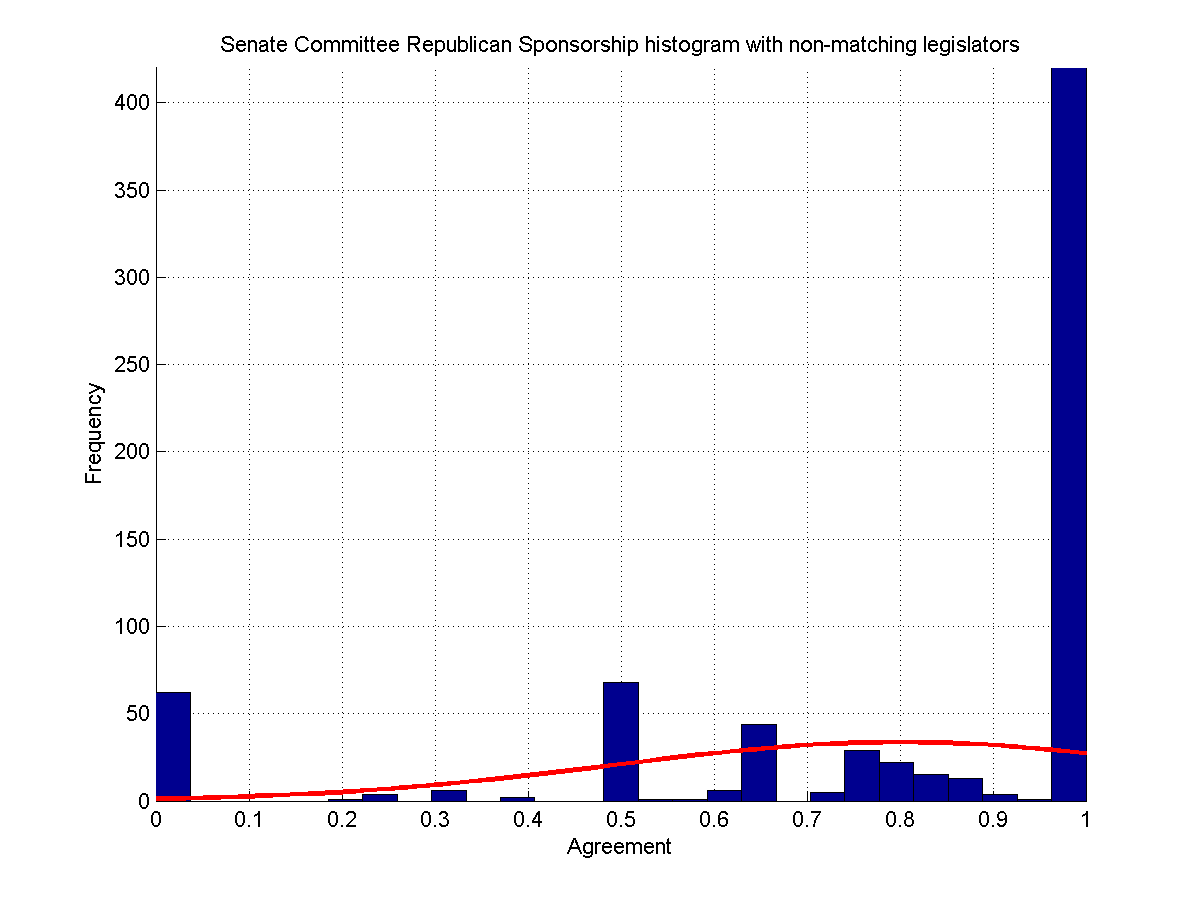 Senate Committee Republican Sponsorship histogram with non-matching legislators
400
350
300
250
200
150
100
50
0
Frequency
0 0.1 0.2 0.3 0.4 0.5 0.6 0.7 0.8 0.9 1
Agreement